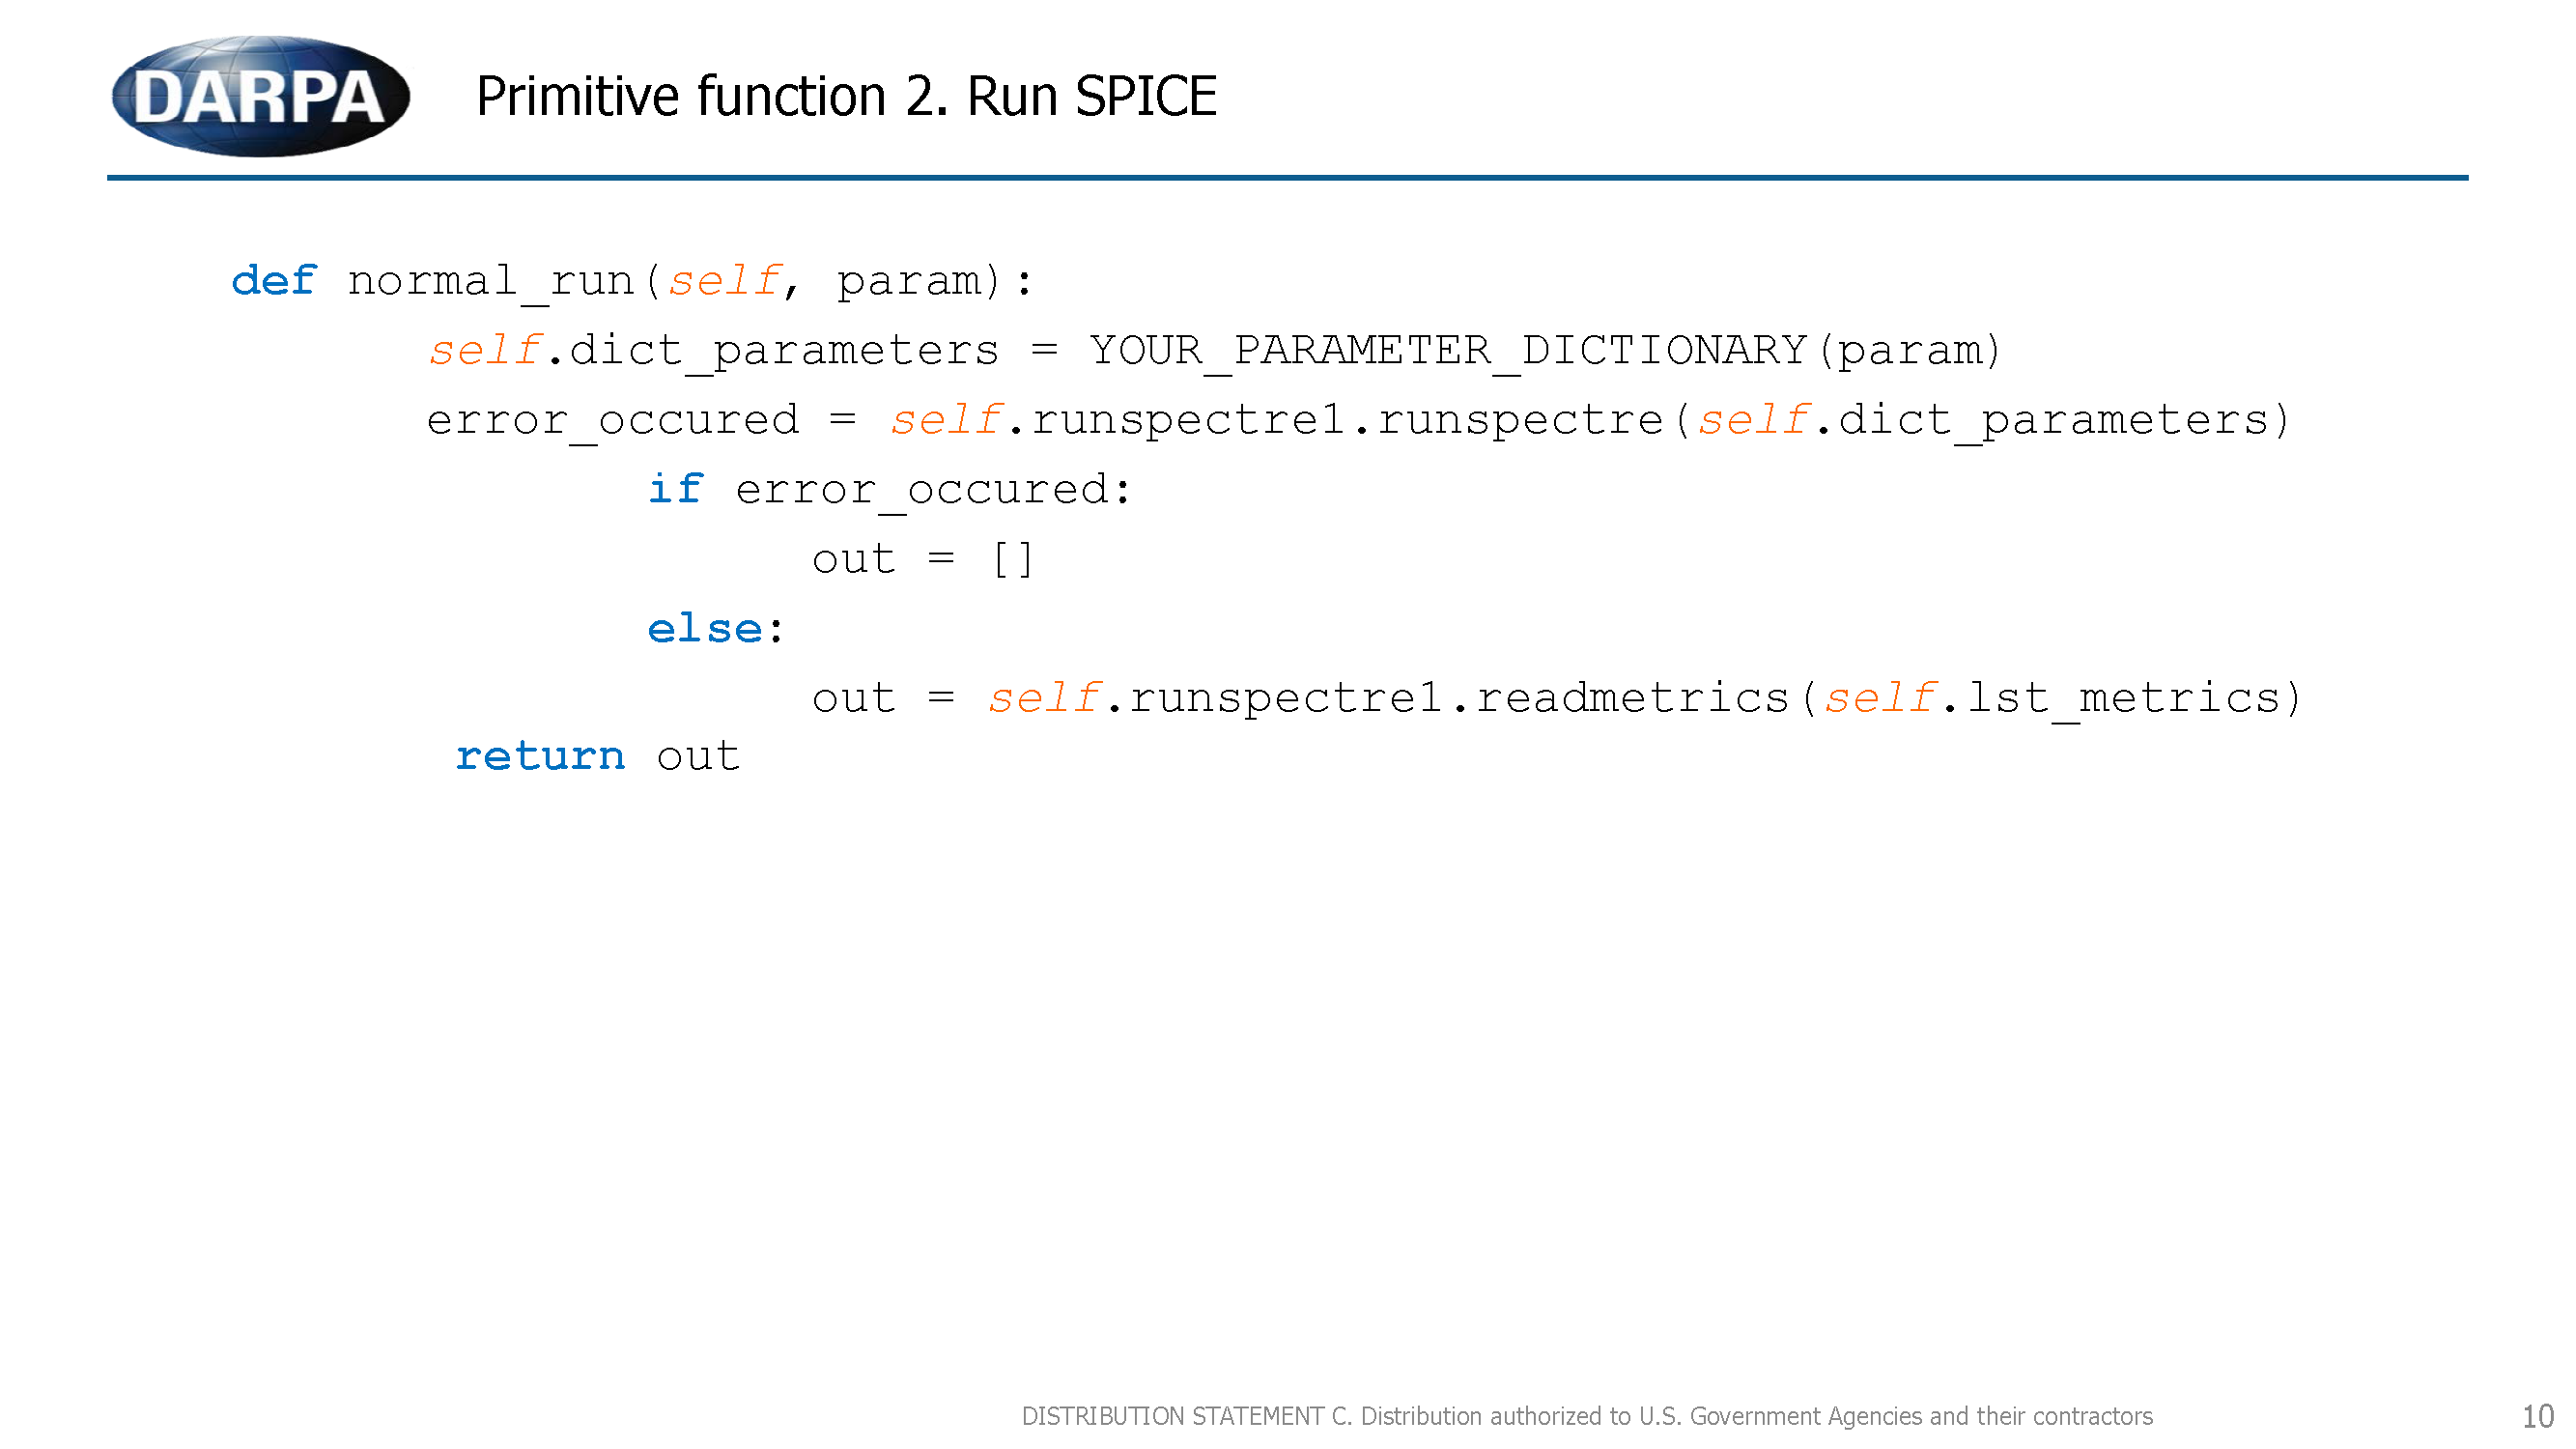 DARPA
Primitive function 2. Run SPICE
def normal_run(self, param):
self.dict_parameters = YOUR_PARAMETER_DICTIONARY(param)
error_occured = self.runspectre1.runspectre(self.dict_parameters)
if error_occured:
out = []
else:
out = self.runspectre1.readmetrics(self.lst_metrics)
return out
DISTRIBUTION STATEMENT C. Distribution authorized to U.S. Government Agencies and their contractors
10